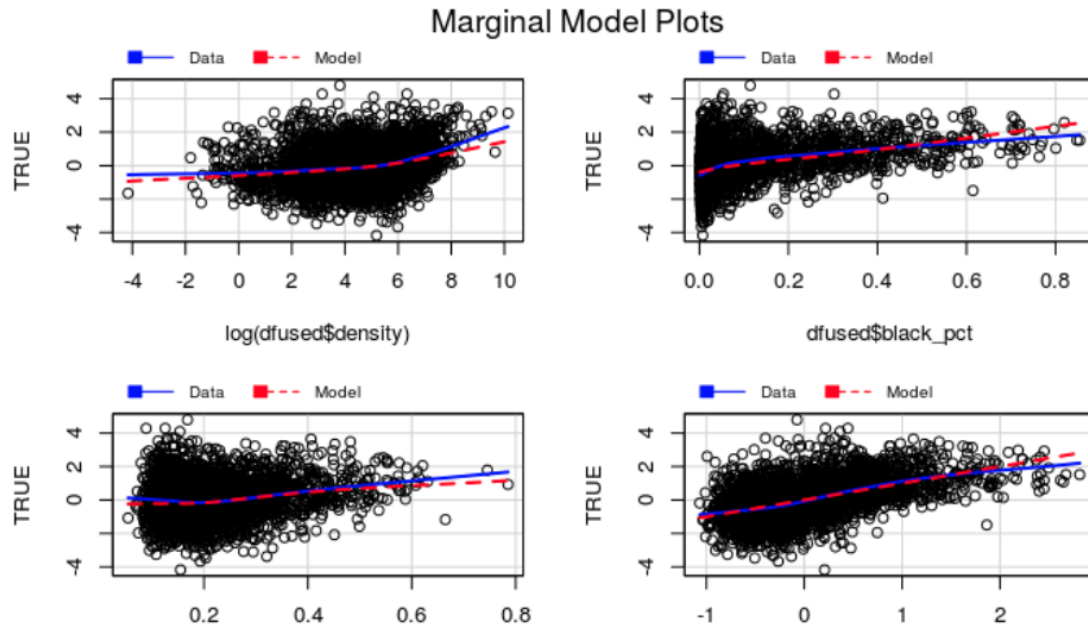 Marginal Model Plots
Data Model
TRUE
4
2
0
-4
-4 -2 0 2 4 6 8 10
log(dfused$density)
Data Model
TRUE
4
2
0
-4
0.0 0.2 0.4 0.6 0.8
dfused$black_pct
Data Model
TRUE
4
2
0
-4
0.2 0.4 0.6 0.8
Data Model
TRUE
4
2
0
-4
-1 0 1 2